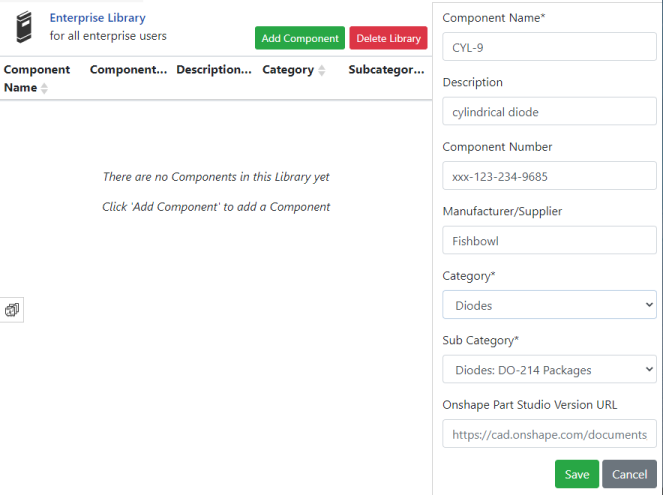 Enterprise Library
for all enterprise users
Add Component
Delete Library
Component Name
Component...
Description...
Category
Subcategor...
There are no Components in this Library yet
Click 'Add Component' to add a Component
Component Name*
CYL-9
Description
cylindrical diode
Component Number
xxx-123-234-9685
Manufacturer/Supplier
Fishbowl
Category*
Diodes
Sub Category*
Diodes: DO-214 Packages
Onshape Part Studio Version URL
https://cad.onshape.com/documents
Save
Cancel